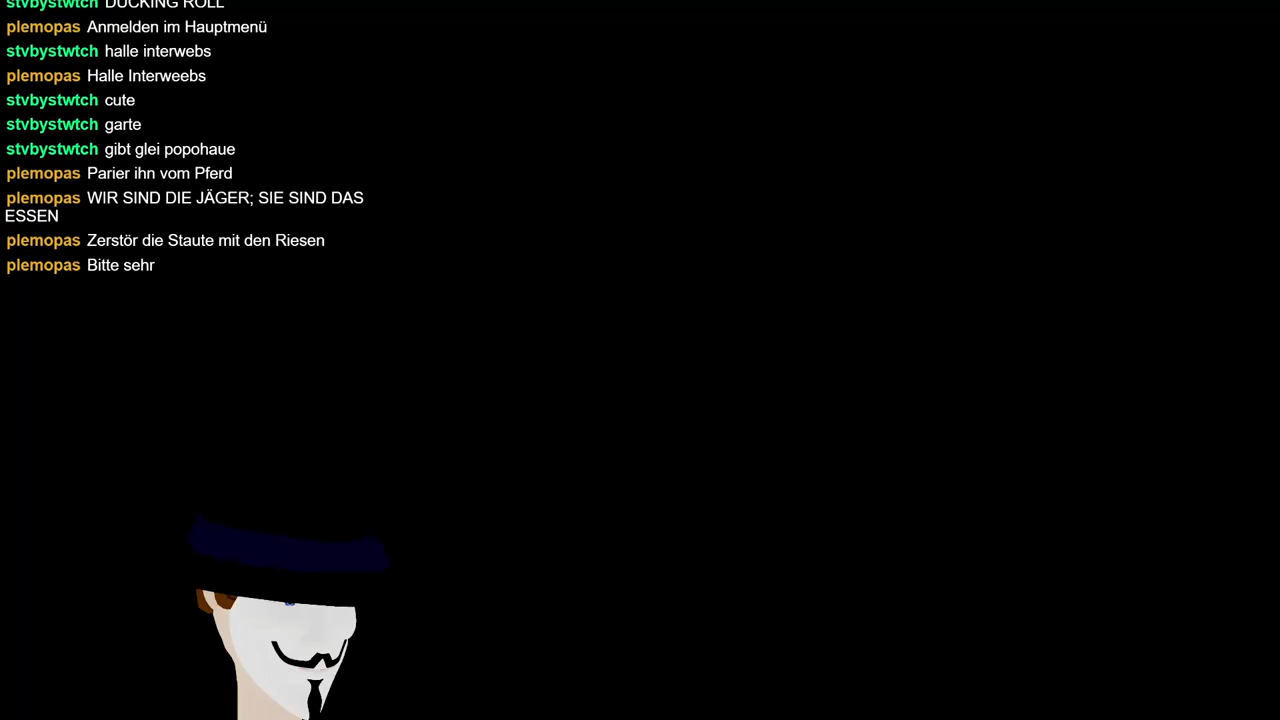 stvbystwtch DUCKING ROLL
plemopas Anmelden im Hauptmenü
stvbystwtch halle interwebs
plemopas Halle Interweebs
stvbystwtch cute
stvbystwtch garte
stvbystwtch gibt glei popohaue
plemopas Parier ihn vom Pferd
plemopas WIR SIND DIE JÄGER; SIE SIND DAS
ESSEN
plemopas Zerstör die Staute mit den Riesen
plemopas Bitte sehr